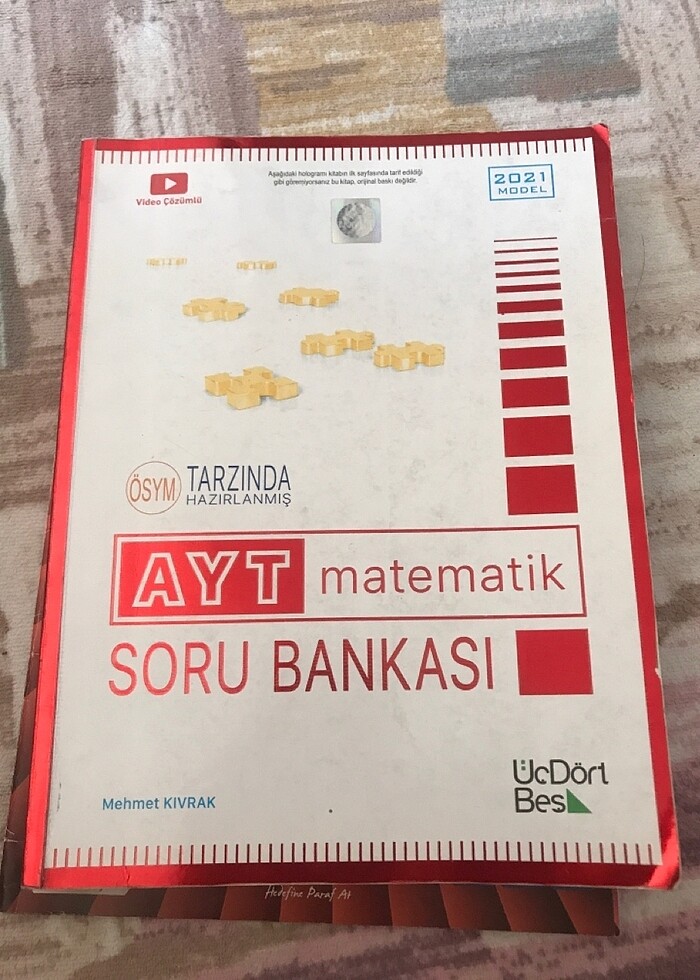 Video Çözümlü
Aşağıdaki hologramı kitabın ilk sayfasında tarif edildiği
gibi göremiyorsanız bu kitap, orijinal baskı değildir.
2021
MODEL
ÖSYM TARZINDA
HAZIRLANMIŞ
AYT matematik
SORU BANKASI
ÜçDört
Beş
Mehmet KIVRAK
Hedefine Paraf At